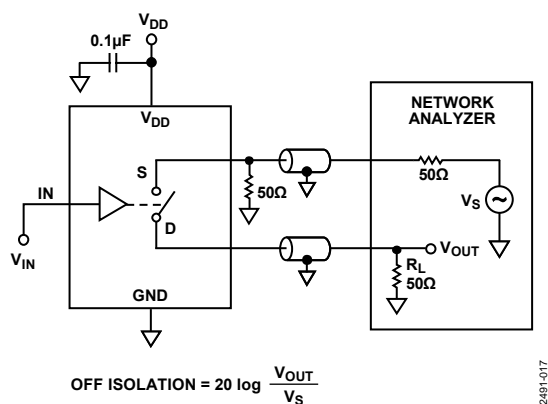 VDD
0.1µF
VDD
NETWORK
ANALYZER
S
50Ω
50Ω
IN
VS
D
VOUT
VIN
RL
50Ω
GND
OFF ISOLATION = 20 log VOUT
VS
2491-017